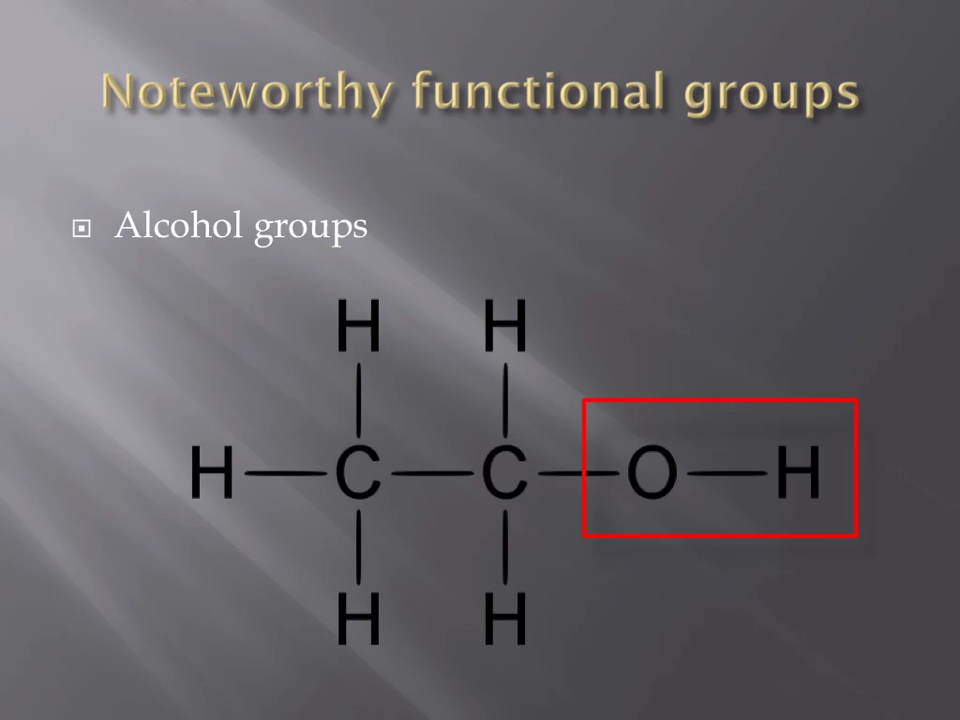 Noteworthy functional groups
Alcohol groups
H H
H C C O H
H H